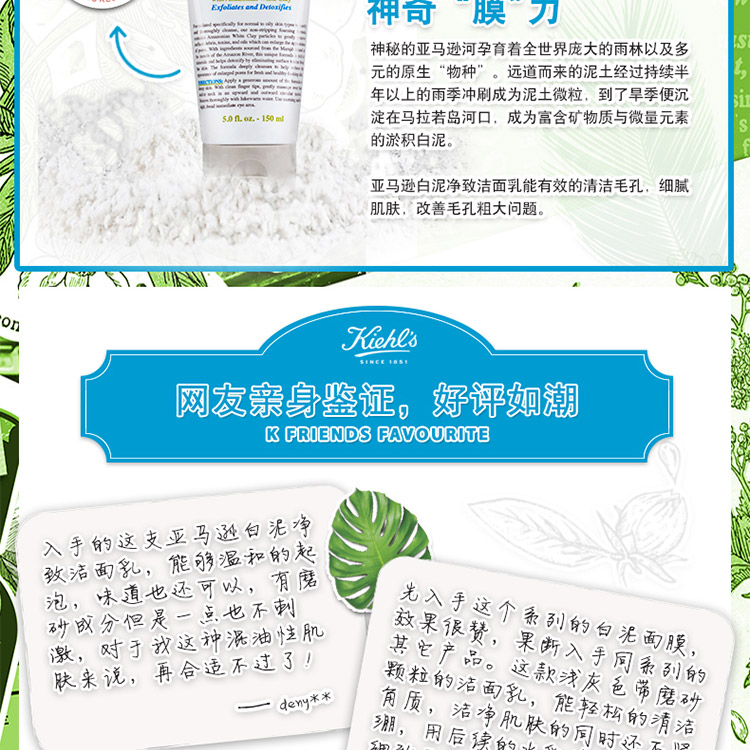 Exfoliates and Detoxifies
神奇“膜”力
神秘的亚马逊河孕育着全世界庞大的雨林以及多
元的原生“物种”。远道而来的泥土经过持续半
年以上的雨季冲刷成为泥土微粒，到了旱季便沉
淀在马拉若岛河口，成为富含矿物质与微量元素
的淤积白泥。
亚马逊白泥净致洁面乳能有效的清洁毛孔，细腻
肌肤，改善毛孔粗大问题。
5.0 fl. oz. - 150 ml
Kiehl's
SINCE 1851
网友亲身鉴证，好评如潮
K FRIENDS FAVOURITE
入手的这支亚马逊白泥净
致洁面乳，能够温和的起
泡，味道也还可以，有磨
砂成分但是一点也不刺
激，对于我这种混油性肌
肤来说，再合适不过了！
—— deny**
先入手这个系列的白泥面膜，
效果很赞，果断入手同系列的
其它产品。这款浅灰色带磨砂
颗粒的洁面乳，能轻松的清洁
角质，洁净肌肤的同时还不紧
绷，用后续的